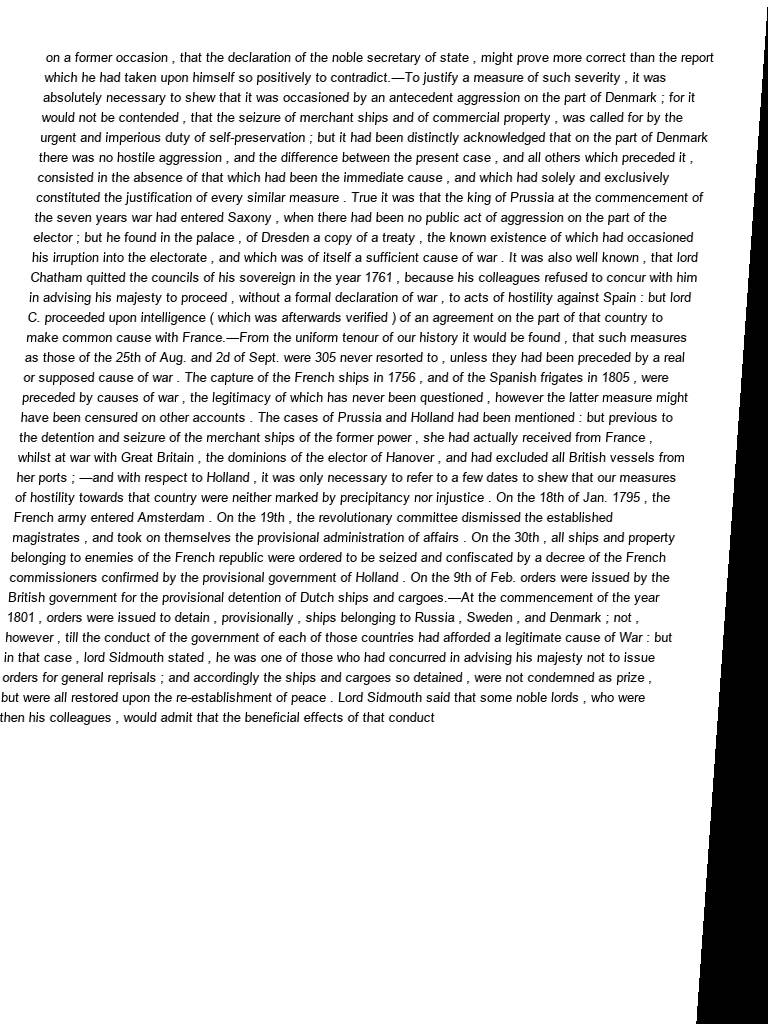 on a former occasion , that the declaration of the noble secretary of state , might prove more correct than the report
which he had taken upon himself so positively to contradict.—To justify a measure of such severity , it was
absolutely necessary to shew that it was occasioned by an antecedent aggression on the part of Denmark ; for it
would not be contended , that the seizure of merchant ships and of commercial property , was called for by the
urgent and imperious duty of self-preservation ; but it had been distinctly acknowledged that on the part of Denmark
there was no hostile aggression , and the difference between the present case , and all others which preceded it ,
consisted in the absence of that which had been the immediate cause , and which had solely and exclusively
constituted the justification of every similar measure . True it was that the king of Prussia at the commencement of
the seven years war had entered Saxony , when there had been no public act of aggression on the part of the
elector ; but he found in the palace , of Dresden a copy of a treaty , the known existence of which had occasioned
his irruption into the electorate , and which was of itself a sufficient cause of war . It was also well known , that lord
Chatham quitted the councils of his sovereign in the year 1761 , because his colleagues refused to concur with him
in advising his majesty to proceed , without a formal declaration of war , to acts of hostility against Spain : but lord
C. proceeded upon intelligence ( which was afterwards verified ) of an agreement on the part of that country to
make common cause with France.—From the uniform tenour of our history it would be found , that such measures
as those of the 25th of Aug. and 2d of Sept. were 305 never resorted to , unless they had been preceded by a real
or supposed cause of war . The capture of the French ships in 1756 , and of the Spanish frigates in 1805 , were
preceded by causes of war , the legitimacy of which has never been questioned , however the latter measure might
have been censured on other accounts . The cases of Prussia and Holland had been mentioned : but previous to
the detention and seizure of the merchant ships of the former power , she had actually received from France ,
whilst at war with Great Britain , the dominions of the elector of Hanover , and had excluded all British vessels from
her ports ; —and with respect to Holland , it was only necessary to refer to a few dates to shew that our measures
of hostility towards that country were neither marked by precipitancy nor injustice . On the 18th of Jan. 1795 , the
French army entered Amsterdam . On the 19th , the revolutionary committee dismissed the established
magistrates , and took on themselves the provisional administration of affairs . On the 30th , all ships and property
belonging to enemies of the French republic were ordered to be seized and confiscated by a decree of the French
commissioners confirmed by the provisional government of Holland . On the 9th of Feb. orders were issued by the
British government for the provisional detention of Dutch ships and cargoes.—At the commencement of the year
1801 , orders were issued to detain , provisionally , ships belonging to Russia , Sweden , and Denmark ; not ,
however , till the conduct of the government of each of those countries had afforded a legitimate cause of War : but
in that case , lord Sidmouth stated , he was one of those who had concurred in advising his majesty not to issue
orders for general reprisals ; and accordingly the ships and cargoes so detained , were not condemned as prize ,
but were all restored upon the re-establishment of peace . Lord Sidmouth said that some noble lords , who were
then his colleagues , would admit that the beneficial effects of that conduct